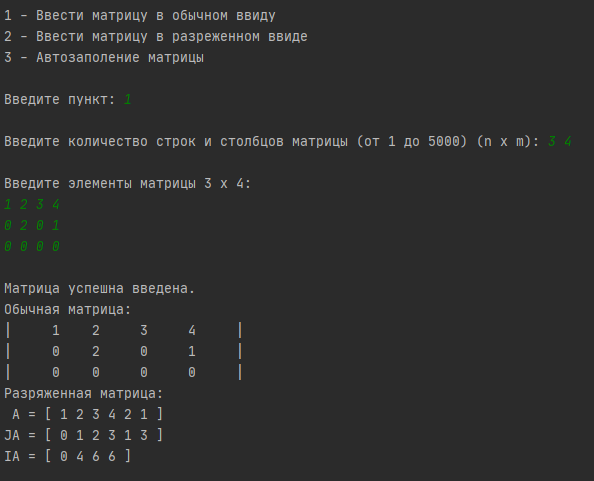 1 – Ввести матрицу в обычном ввиду
2 – Ввести матрицу в разреженном ввиде
3 – Автозаполение матрицы
Введите пункт: 1
Введите количество строк и столбцов матрицы (от 1 до 5000) (n x m): 3 4
Введите элементы матрицы 3 x 4:
1 2 3 4
0 2 0 1
0 0 0 0
Матрица успешна введена.
Обычная матрица:
| 1 2 3 4 |
| 0 2 0 1 |
| 0 0 0 0 |
Разряженная матрица:
A = [ 1 2 3 4 2 1 ]
JA = [ 0 1 2 3 1 3 ]
IA = [ 0 4 6 6 ]